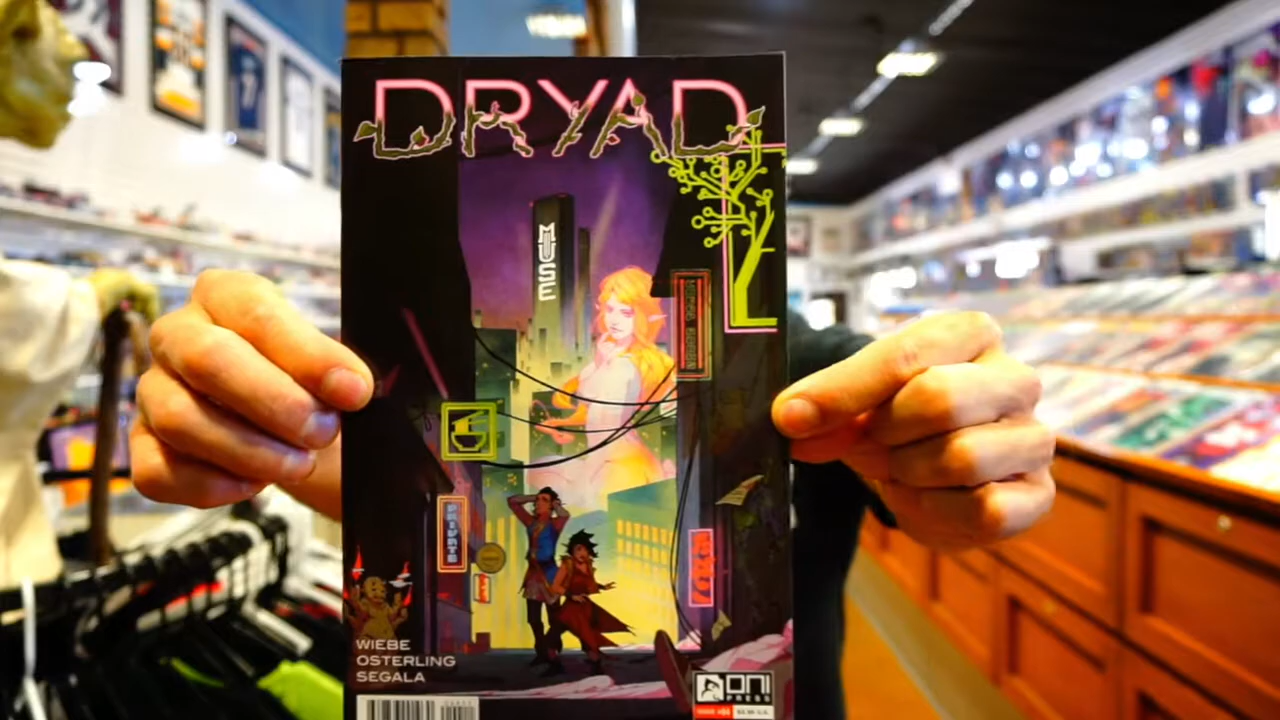 DRYAD
MUSE
PRIVATE
WIEBE
OSTERLING
SEGALA
ONI
PRESS